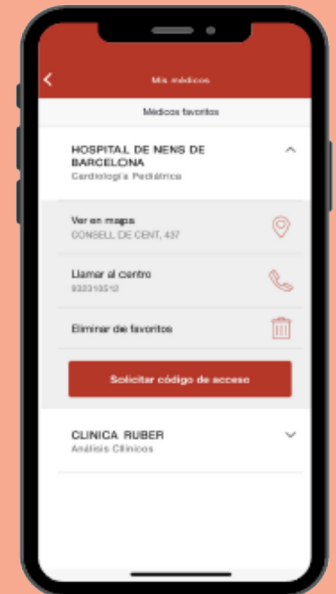 Mis médicos
Médicos favoritos
HOSPITAL DE NENS DE
BARCELONA
Cardiología Pediátrica
Ver en mapa
CONSELL DE CENT, 437
Llamar al centro
932310512
Eliminar de favoritos
Solicitar código de acceso
CLINICA RUBER
Análisis Clínicos